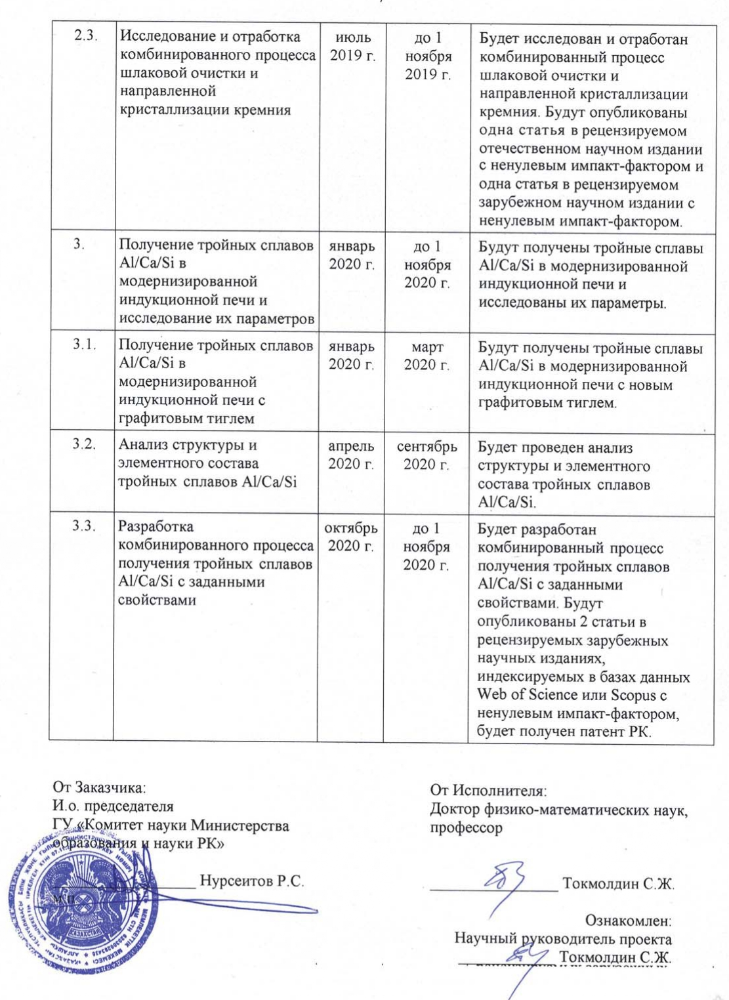 2.3.
Исследование и отработка
комбинированного процесса
шлаковой очистки и
направленной
кристаллизации кремния
июль
2019 г.
до 1
ноября
2019 г.
Будет исследован и отработан
комбинированный процесс
шлаковой очистки и
направленной кристаллизации
кремния. Будут опубликованы
одна статья в рецензируемом
отечественном научном издании
с ненулевым импакт-фактором и
одна статья в рецензируемом
зарубежном научном издании с
ненулевым импакт-фактором.
3.
Получение тройных сплавов
Al/Ca/Si в
модернизированной
индукционной печи и
исследование их параметров
январь
2020 г.
до 1
ноября
2020 г.
Будут получены тройные сплавы
Al/Ca/Si в модернизированной
индукционной печи и
исследованы их параметры.
3.1.
Получение тройных сплавов
Al/Ca/Si в
модернизированной
индукционной печи с
графитовым тиглем
январь
2020 г.
март
2020 г.
Будут получены тройные сплавы
Al/Ca/Si в модернизированной
индукционной печи с новым
графитовым тиглем.
3.2.
Анализ структуры и
элементного состава
тройных сплавов Al/Ca/Si
апрель
2020 г.
сентябрь
2020 г.
Будет проведен анализ
структуры и элементного
состава тройных сплавов
Al/Ca/Si.
3.3.
Разработка
комбинированного процесса
получения тройных сплавов
Al/Ca/Si с заданными
свойствами
октябрь
2020 г.
до 1
ноября
2020 г.
Будет разработан
комбинированный процесс
получения тройных сплавов
Al/Ca/Si с заданными
свойствами. Будут
опубликованы 2 статьи в
рецензируемых зарубежных
научных изданиях,
индексируемых в базах данных
Web of Science или Scopus с
ненулевым импакт-фактором,
будет получен патент РК.
От Заказчика:
И.о. председателя
ГУ «Комитет науки Министерства
образования и науки РК»
Нурсеитов Р.С.
М.П.
ҚАЗАҚСТАН
От Исполнителя:
Доктор физико-математических наук,
профессор
Токмолдин С.Ж.
Ознакомлен:
Научный руководитель проекта
Токмолдин С.Ж.